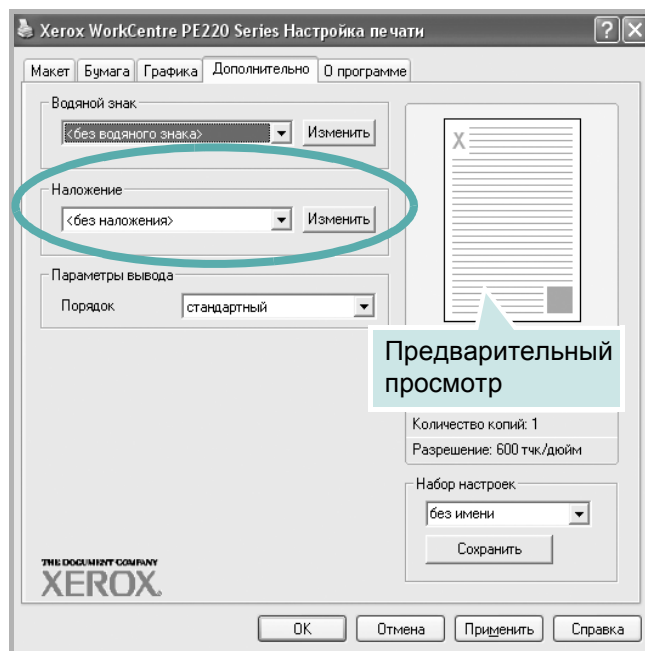 Xerox WorkCentre PE220 Series Настройка печати
Макет Бумага Графика Дополнительно О программе
Водяной знак
<без водяного знака> Изменить
X
Наложение
<без наложения> Изменить
Параметры вывода
Порядок стандартный
Предварительный
просмотр
Количество копий: 1
Разрешение: 600 тчк/дюйм
Набор настроек
без имени
Сохранить
THE DOCUMENT COMPANY
XEROX.
OK Отмена Применить Справка